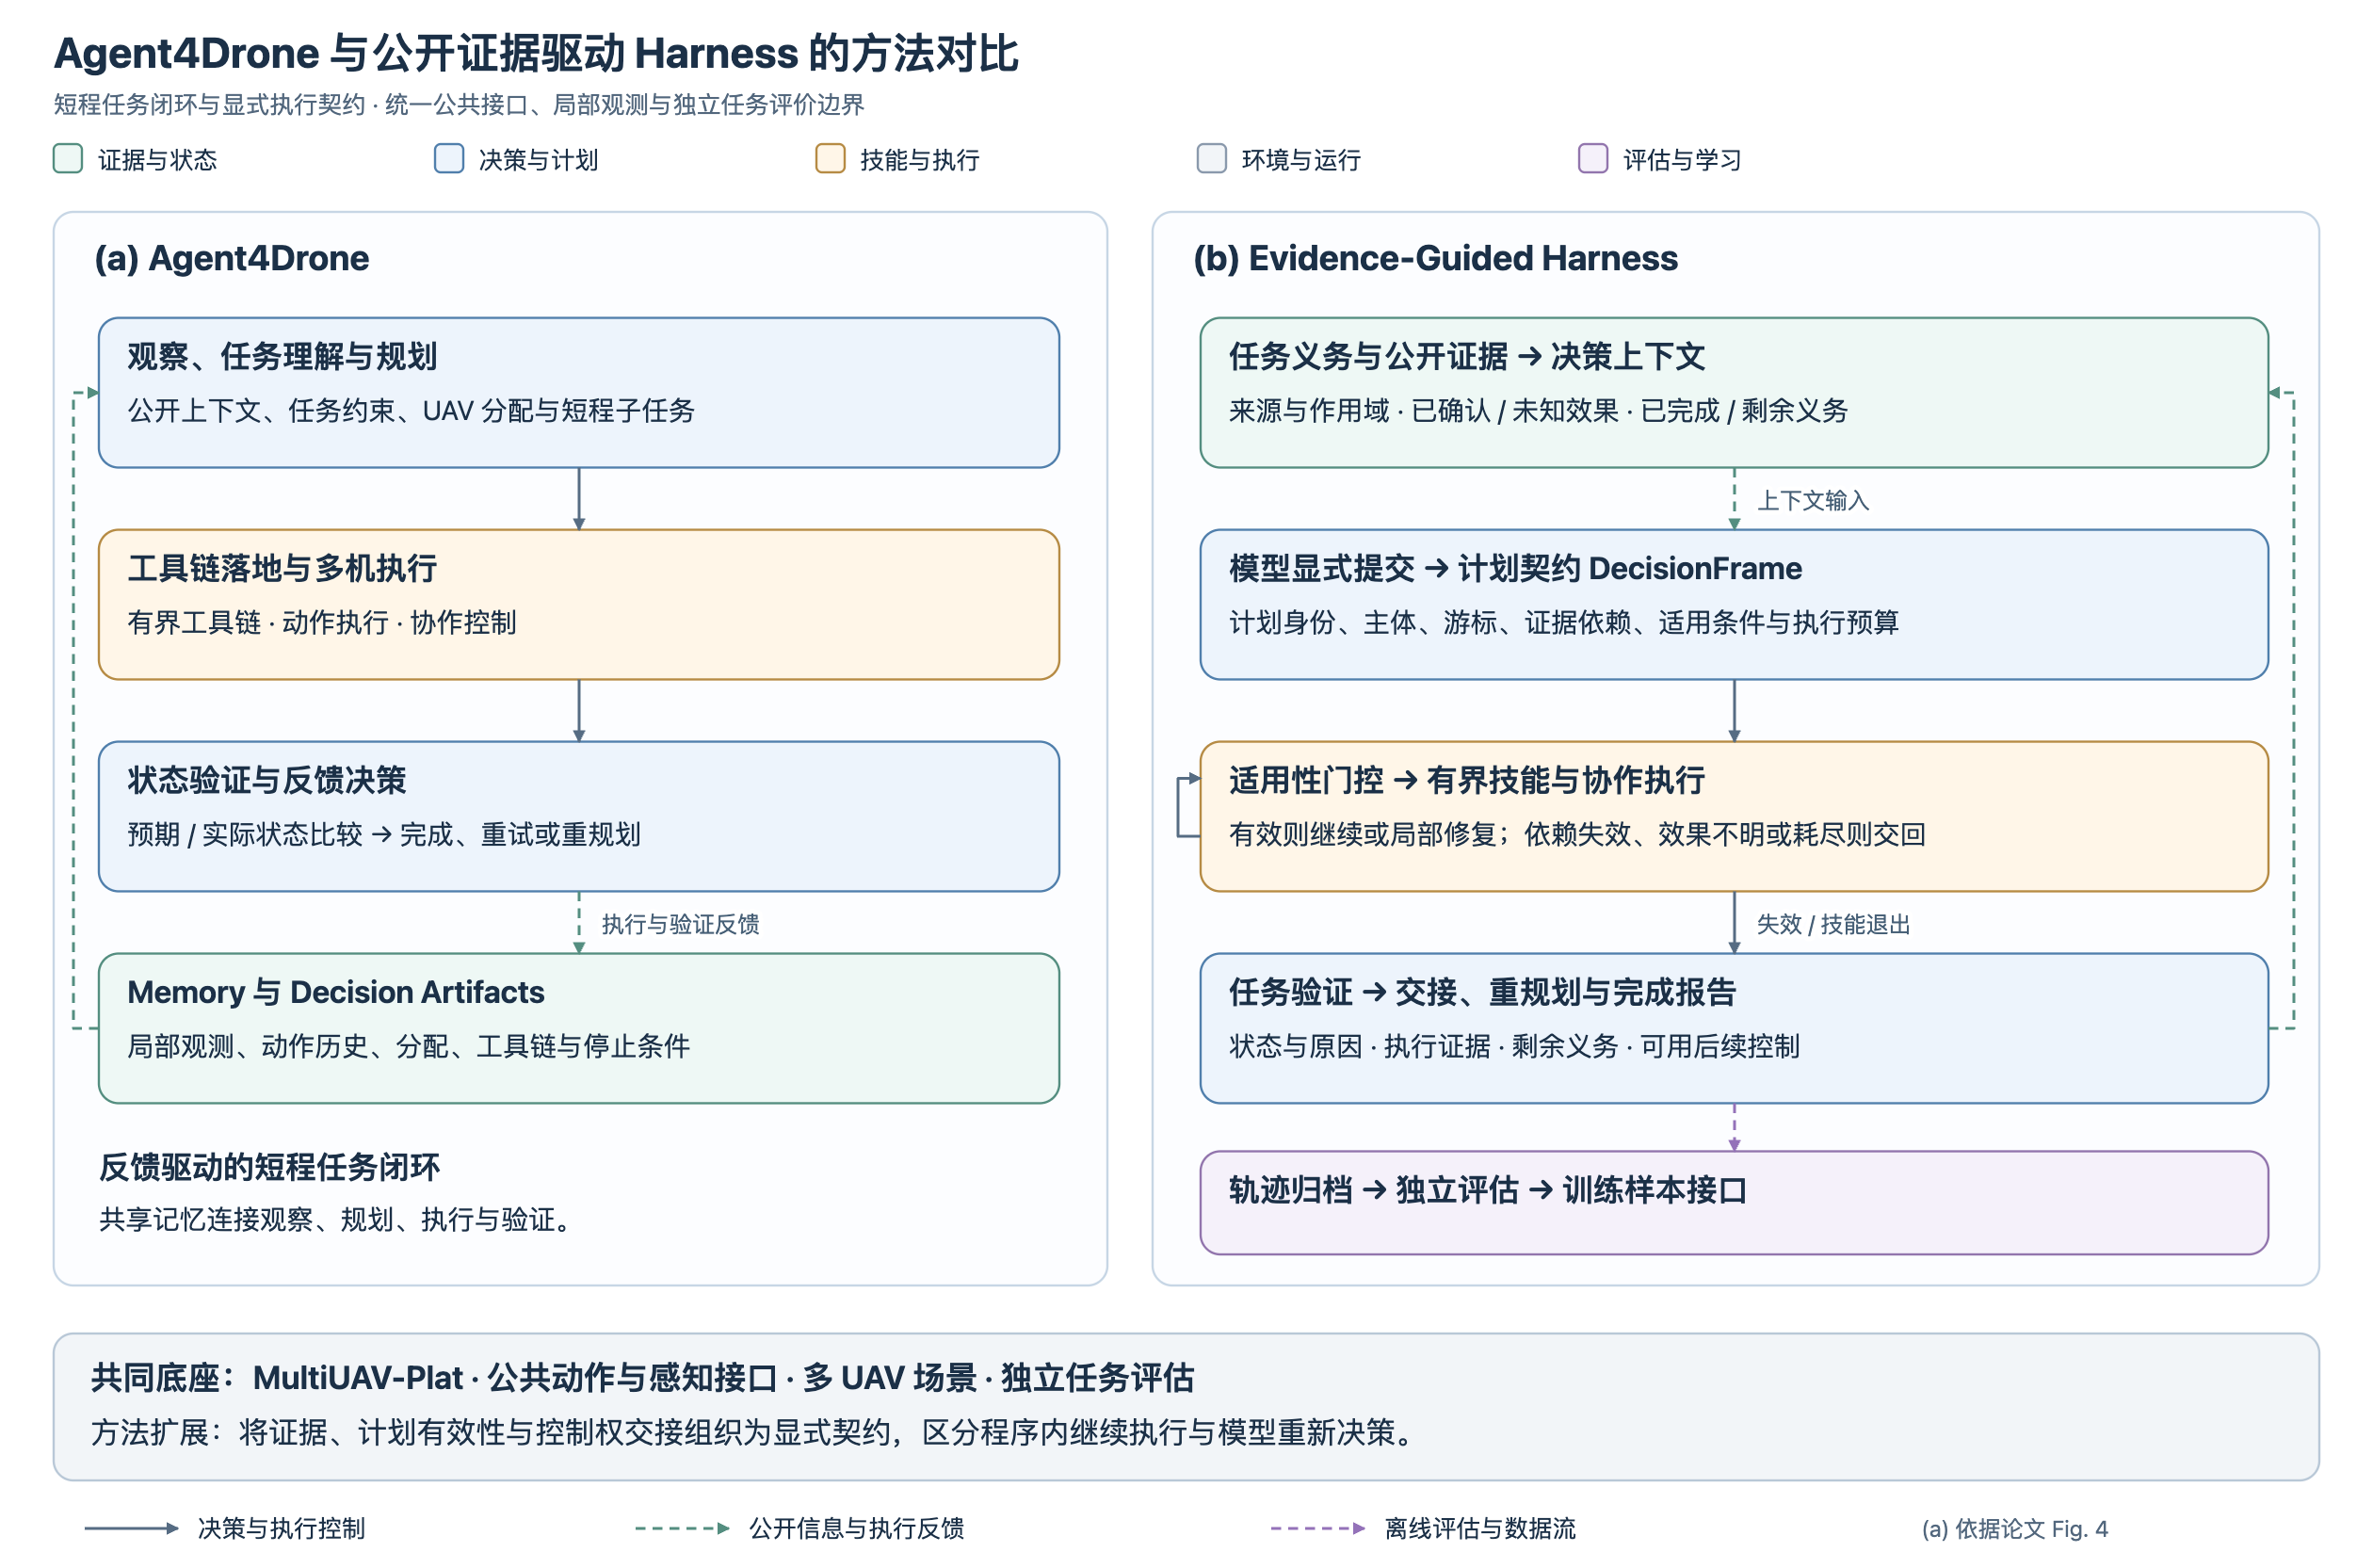 Agent4Drone 与公开证据驱动 Harness 的方法对比
短程任务闭环与显式执行契约 · 统一公共接口、局部观测与独立任务评价边界
证据与状态
决策与计划
技能与执行
环境与运行
评估与学习
(a) Agent4Drone
观察、任务理解与规划
公开上下文、任务约束、UAV 分配与短程子任务
工具链落地与多机执行
有界工具链 · 动作执行 · 协作控制
状态验证与反馈决策
预期 / 实际状态比较 → 完成、重试或重规划
执行与验证反馈
Memory 与 Decision Artifacts
局部观测、动作历史、分配、工具链与停止条件
反馈驱动的短程任务闭环
共享记忆连接观察、规划、执行与验证。
(b) Evidence-Guided Harness
任务义务与公开证据 → 决策上下文
来源与作用域 · 已确认 / 未知效果 · 已完成 / 剩余义务
上下文输入
模型显式提交 → 计划契约 DecisionFrame
计划身份、主体、游标、证据依赖、适用条件与执行预算
适用性门控 → 有界技能与协作执行
有效则继续或局部修复；依赖失效、效果不明或耗尽则交回
失效 / 技能退出
任务验证 → 交接、重规划与完成报告
状态与原因 · 执行证据 · 剩余义务 · 可用后续控制
轨迹归档 → 独立评估 → 训练样本接口
共同底座：MultiUAV-Plat · 公共动作与感知接口 · 多 UAV 场景 · 独立任务评估
方法扩展：将证据、计划有效性与控制权交接组织为显式契约，区分程序内继续执行与模型重新决策。
决策与执行控制
公开信息与执行反馈
离线评估与数据流
(a) 依据论文 Fig. 4